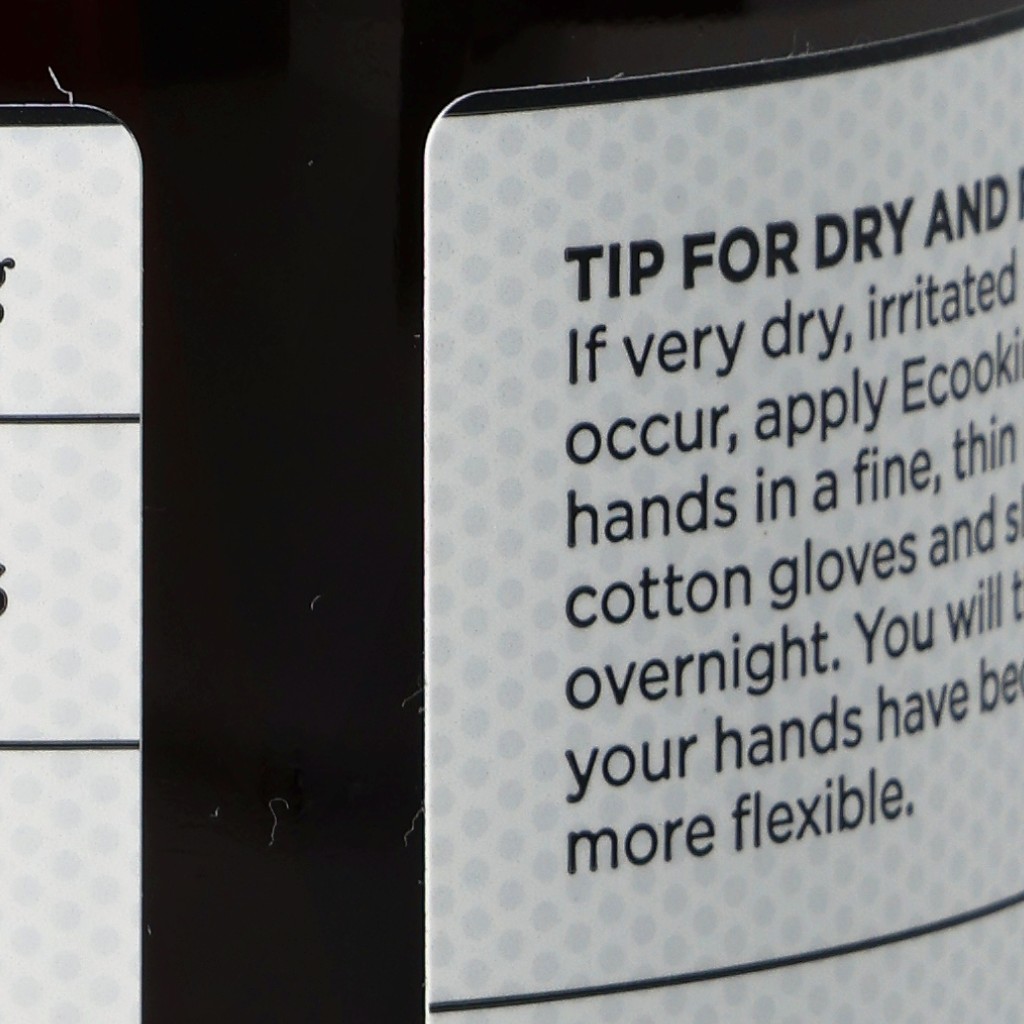 TIP FOR DRY AND
If very dry, irritated
occur, apply
hands in a fine, thin
cotton gloves and
overnight. You will
your hands have
more flexible.